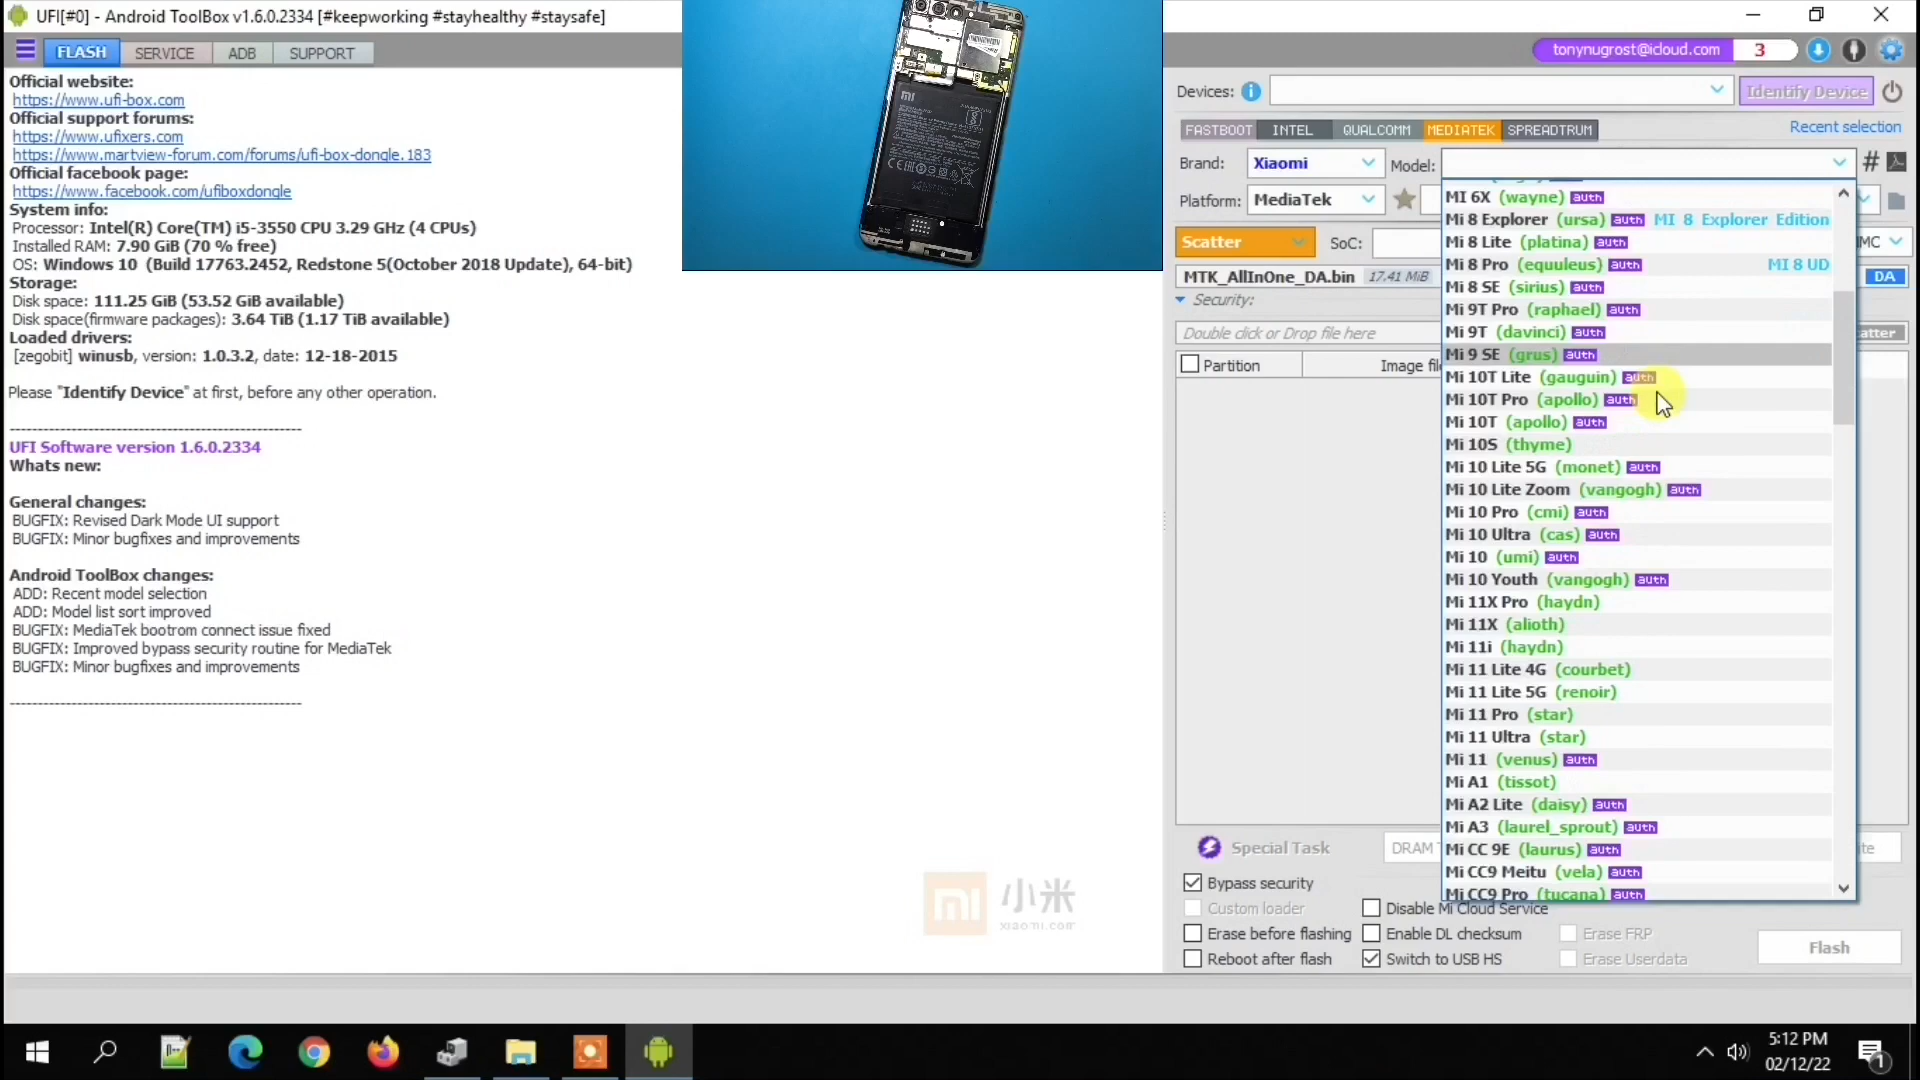 UFI[#0] - Android ToolBox v1.6.0.2334 [#keepworking #stayhealthy #staysafe]
FLASH SERVICE ADB SUPPORT
Official website:
https://www.ufi-box.com
Official support forums:
https://www.ufixers.com
https://www.martview-forum.com/forums/ufi-box-dongle.183
Official facebook page:
https://www.facebook.com/ufiboxdongle
System info:
Processor: Intel(R) Core(TM) i5-3550 CPU 3.29 GHz (4 CPUs)
Installed RAM: 7.90 GiB (70 % free)
OS: Windows 10 (Build 17763.2452, Redstone 5(October 2018 Update), 64-bit)
Storage:
Disk space: 111.25 GiB (53.52 GiB available)
Disk space(firmware packages): 3.64 TiB (1.17 TiB available)
Loaded drivers:
[zegobit] winusb, version: 1.0.3.2, date: 12-18-2015
Please "Identify Device" at first, before any other operation.
--------------------------------------------------
UFI Software version 1.6.0.2334
Whats new:
General changes:
BUGFIX: Revised Dark Mode UI support
BUGFIX: Minor bugfixes and improvements
Android ToolBox changes:
ADD: Recent model selection
ADD: Model list sort improved
BUGFIX: MediaTek bootrom connect issue fixed
BUGFIX: Improved bypass security routine for MediaTek
BUGFIX: Minor bugfixes and improvements
--------------------------------------------------
mi 小米
xiaomi.com
mi
tonynugrost@icloud.com 3
Devices: Identify Device
FASTBOOT INTEL QUALCOMM MEDIATEK SPREADTRUM Recent selection
Brand: Xiaomi Model: #
Platform: MediaTek
Scatter SoC:
MTK_AllInOne_DA.bin 17.41 MiB DA
Security:
Double click or Drop file here
Partition Image
MI 6X (wayne) auth
Mi 8 Explorer (ursa) auth MI 8 Explorer Edition
Mi 8 Lite (platina) auth
Mi 8 Pro (equuleus) auth MI 8 UD
Mi 8 SE (sirius) auth
Mi 9T Pro (raphael) auth
Mi 9T (davinci) auth
Mi 9 SE (grus) auth
Mi 10T Lite (gauguin) auth
Mi 10T Pro (apollo) auth
Mi 10T (apollo) auth
Mi 10S (thyme)
Mi 10 Lite 5G (monet) auth
Mi 10 Lite Zoom (vangogh) auth
Mi 10 Pro (cmi) auth
Mi 10 Ultra (cas) auth
Mi 10 (umi) auth
Mi 10 Youth (vangogh) auth
Mi 11X Pro (haydn)
Mi 11X (alioth)
Mi 11i (haydn)
Mi 11 Lite 4G (courbet)
Mi 11 Lite 5G (renoir)
Mi 11 Pro (star)
Mi 11 Ultra (star)
Mi 11 (venus) auth
Mi A1 (tissot)
Mi A2 Lite (daisy) auth
Mi A3 (laurel_sprout) auth
Mi CC 9E (laurus) auth
Mi CC9 Meitu (vela) auth
Mi CC9 Pro (tucana) auth
Special Task DRAM
Bypass security
Custom loader Disable Mi Cloud Service
Erase before flashing Enable DL checksum Erase FRP
Reboot after flash Switch to USB HS Erase Userdata
Flash
5:12 PM
02/12/22
1